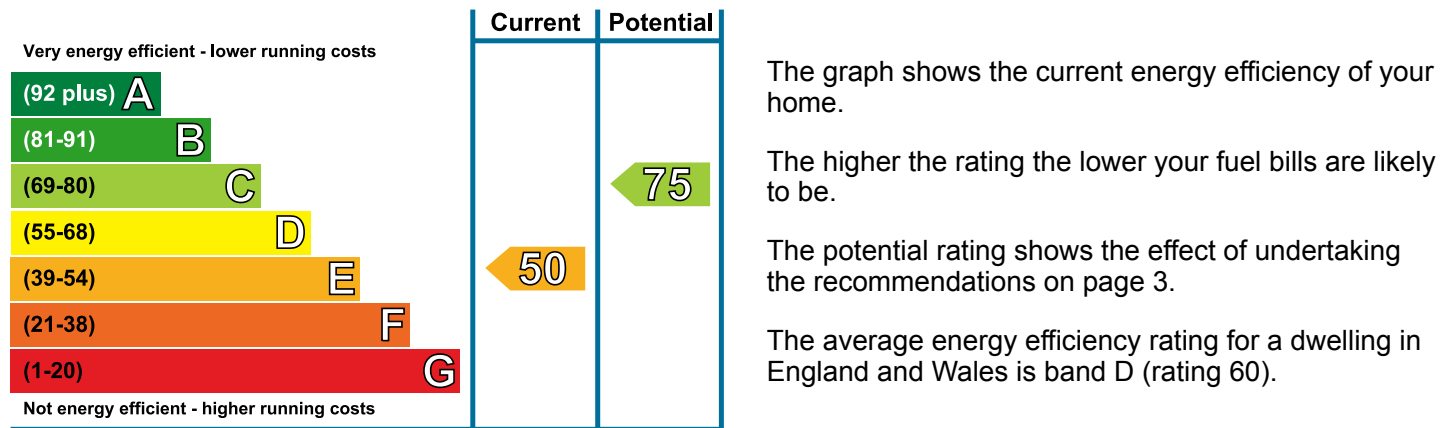 Current Potential
Very energy efficient - lower running costs
(92 plus) A
(81-91) B
(69-80) C
75
(55-68) D
(39-54) E
50
(21-38) F
(1-20) G
Not energy efficient - higher running costs
The graph shows the current energy efficiency of your
home.
The higher the rating the lower your fuel bills are likely
to be.
The potential rating shows the effect of undertaking
the recommendations on page 3.
The average energy efficiency rating for a dwelling in
England and Wales is band D (rating 60).